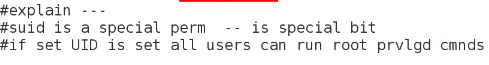 #explain ---
#suid is a special perm  -- is special bit
#if set UID is set all users can run root prvlgd cmnds